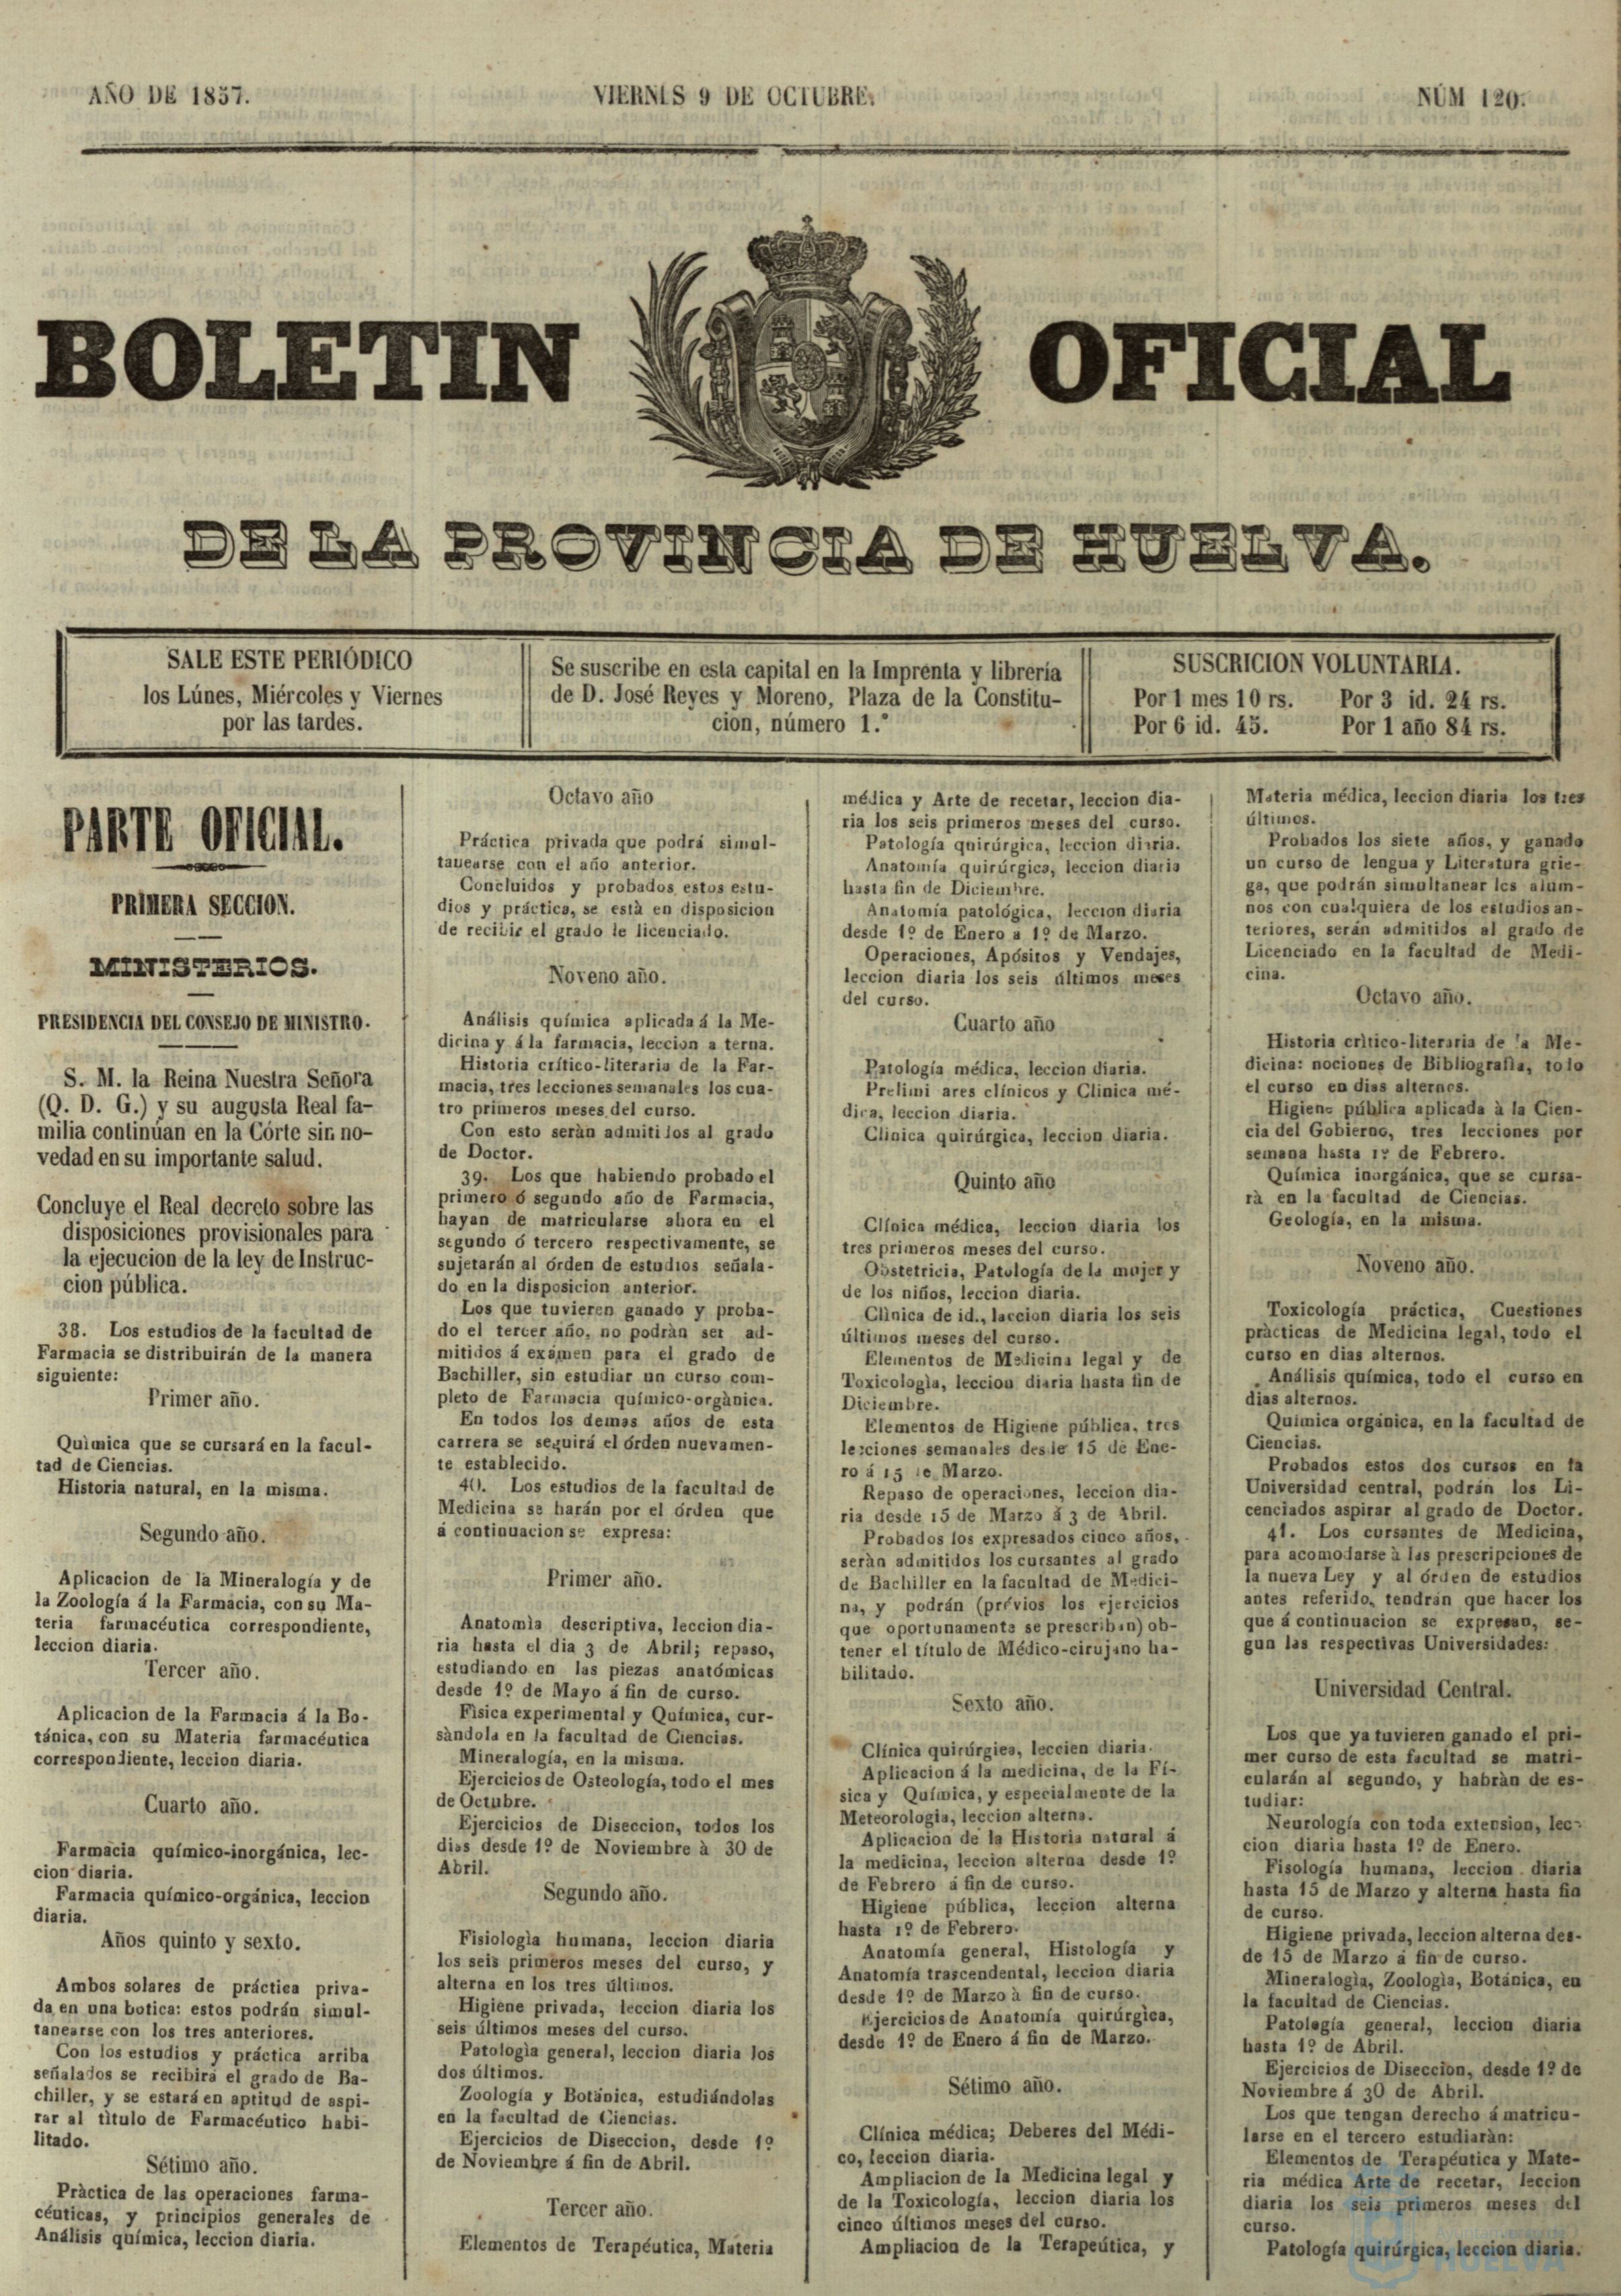 AÑO DE 1857.
VIERNES 9 DE OCTUBRE.
NÚM 120.
BOLETIN OFICIAL
DE LA PROVINCIA DE HUELVA.
SALE ESTE PERIÓDICO
los Lúnes, Miércoles y Viernes
por las tardes.
Se suscribe en esta capital en la Imprenta y librería
de D. José Reyes y Moreno, Plaza de la Constitu-
cion, número 1.°
SUSCRICION VOLUNTARIA.
Por 1 mes 10 rs. Por 3 id. 24 rs.
Por 6 id. 45. Por 1 año 84 rs.
PARTE OFICIAL.
PRIMERA SECCION.
MINISTERIOS.
PRESIDENCIA DEL CONSEJO DE MINISTRO.
S. M. la Reina Nuestra Señora
(Q. D. G.) y su augusta Real fa-
milia continúan en la Córte sin no-
vedad en su importante salud.
Concluye el Real decreto sobre las
disposiciones provisionales para
la ejecucion de la ley de Instruc-
cion pública.
38. Los estudios de la facultad de
Farmacia se distribuirán de la manera
siguiente:
Primer año.
Quìmica que se cursará en la facul-
tad de Ciencias.
Historia natural, en la misma.
Segundo año.
Aplicacion de la Mineralogía y de
la Zoología á la Farmacia, con su Ma-
teria farmacéutica correspondiente,
leccion diaria.
Tercer año.
Aplicacion de la Farmacia á la Bo-
tánica, con su Materia farmacéutica
correspondiente, leccion diaria.
Cuarto año.
Farmacia químico-inorgánica, lec-
cion diaria.
Farmacia químico-orgánica, leccion
diaria.
Años quinto y sexto.
Ambos solares de práctica priva-
da en una botica: estos podrán simul-
tanearse con los tres anteriores.
Con los estudios y práctica arriba
señalados se recibirá el grado de Ba-
chiller, y se estará en aptitud de aspi-
rar al tìtulo de Farmacéutico habi-
litado.
Sétimo año.
Pràctica de las operaciones farma-
céuticas, y principios generales de
Análisis química, leccion diaria.
Octavo año
Práctica privada que podrá simul-
tanearse con el año anterior.
Concluidos y probados estos estu-
dios y práctica, se està en disposicion
de recibir el grado le licenciado.
Noveno año.
Análisis química aplicada á la Me-
dicina y á la farmacia, leccion a terna.
Historia crítico-literaria de la Far-
macia, tres lecciones semanales los cua-
tro primeros meses del curso.
Con esto seràn admitidos al grado
de Doctor.
39. Los que habiendo probado el
primero ó segundo año de Farmacia,
hayan de matricularse ahora en el
segundo ó tercero respectivamente, se
sujetarán al órden de estudios señala-
do en la disposicion anterior.
Los que tuvieren ganado y proba-
do el tercer año, no podràn ser ad-
mitidos á exámen para el grado de
Bachiller, sin estudiar un curso com-
pleto de Farmacia químico-orgànica.
En todos los demas años de esta
carrera se seguirá el órden nuevamen-
te establecido.
40. Los estudios de la facultad de
Medicina se harán por el órden que
á continuacion se expresa:
Primer año.
Anatomìa descriptiva, leccion dia-
ria hasta el dia 3 de Abril; repaso,
estudiando en las piezas anatómicas
desde 1º de Mayo á fin de curso.
Fìsica experimental y Química, cur-
sàndola en la facultad de Ciencias.
Mineralogía, en la misma.
Ejercicios de Osteología, todo el mes
de Octubre.
Ejercicios de Diseccion, todos los
dias desde 1º de Noviembre à 30 de
Abril.
Segundo año.
Fisiologìa humana, leccion diaria
los seis primeros meses del curso, y
alterna en los tres últimos.
Higiene privada, leccion diaria los
seis últimos meses del curso.
Patologìa general, leccion diaria los
dos últimos.
Zoología y Botánica, estudiándolas
en la facultad de Ciencias.
Ejercicios de Diseccion, desde 1º
de Noviembre á fin de Abril.
Tercer año.
Elementos de Terapéutica, Materia
médica y Arte de recetar, leccion dia-
ria los seis primeros meses del curso.
Patología quirúrgica, leccion diaria.
Anatomía quirúrgica, leccion diaria
hasta fin de Diciembre.
Anatomía patológica, leccion diaria
desde 1º de Enero a 1º de Marzo.
Operaciones, Apósitos y Vendajes,
leccion diaria los seis últimos meses
del curso.
Cuarto año
Patología médica, leccion diaria.
Prelimi ares clínicos y Clinica mé-
dica, leccion diaria.
Clinica quirúrgica, leccion diaria.
Quinto año
Clínica médica, leccion diaria los
tres primeros meses del curso.
Obstetricia, Patología de la mujer y
de los niños, leccion diaria.
Clìnica de id., laccion diaria los seis
últimos meses del curso.
Elementos de Medicina legal y de
Toxicologìa, leccion diaria hasta fin de
Diciembre.
Elementos de Higiene pública, tres
lecciones semanales desde 15 de Ene-
ro á 15 de Marzo.
Repaso de operaciones, leccion dia-
ria desde 15 de Marzo á 3 de Abril.
Probados los expresados cinco años,
seràn admitidos los cursantes al grado
de Bachiller en la facultad de Medici-
na, y podrán (prévios los ejercicios
que oportunamente se prescriban) ob-
tener el título de Médico-cirujano ha-
bilitado.
Sexto año.
Clínica quirúrgica, leccien diaria.
Aplicacion á la medicina, de la Fí-
sica y Química, y especialmente de la
Meteorologia, leccion alterna.
Aplicacion de la Historia natural á
la medicina, leccion alterna desde 1º
de Febrero á fin de curso.
Higiene pública, leccion alterna
hasta 1º de Febrero.
Anatomía general, Histología y
Anatomía trascendental, leccion diaria
desde 1º de Marzo à fin de curso.
Ejercicios de Anatomía quirúrgica,
desde 1º de Enero á fin de Marzo.
Sétimo año.
Clínica médica; Deberes del Médi-
co, leccion diaria.
Ampliacion de la Medicina legal y
de la Toxicología, leccion diaria los
cinco últimos meses del curso.
Ampliacion de la Terapeútica, y
Materia médica, leccion diaria los tres
últimos.
Probados los siete años, y ganado
un curso de lengua y Literatura grie-
ga, que podrán simultanear los alum-
nos con cualquiera de los estudios an-
teriores, serán admitidos al grado de
Licenciado en la facultad de Medi-
cina.
Octavo año.
Historia crìtico-literaria de la Me-
dicina: nociones de Bibliografia, todo
el curso en dias alternos.
Higiene pública aplicada à la Cien-
cia del Gobierno, tres lecciones por
semana hasta 1º de Febrero.
Química inorgánica, que se cursa-
rà en la facultad de Ciencias.
Geología, en la misma.
Noveno año.
Toxicología práctica, Cuestiones
pràcticas de Medicina legal, todo el
curso en dias alternos.
Análisis química, todo el curso en
dias alternos.
Quimica orgánica, en la facultad de
Ciencias.
Probados estos dos cursos en la
Universidad central, podrán los Li-
cenciados aspirar al grado de Doctor.
41. Los cursantes de Medicina,
para acomodarse à las prescripciones de
la nueva Ley y al órden de estudios
antes referido, tendrán que hacer los
que á continuacion se expresan, se-
gun las respectivas Universidades:
Universidad Central.
Los que ya tuvieren ganado el pri-
mer curso de esta facultad se matri-
cularán al segundo, y habràn de es-
tudiar:
Neurología con toda extension, lec-
cion diaria hasta 1º de Enero.
Fisología humana, leccion diaria
hasta 15 de Marzo y alterna hasta fin
de curso.
Higiene privada, leccion alterna des-
de 15 de Marzo á fin de curso.
Mineralogìa, Zoologìa, Botánica, en
la facultad de Ciencias.
Patología general, leccion diaria
hasta 1º de Abril.
Ejercicios de Diseccion, desde 1º de
Noviembre á 30 de Abril.
Los que tengan derecho á matricu-
larse en el tercero estudiaràn:
Elementos de Terapéutica y Mate-
ria médica Arte de recetar, leccion
diaria los seis primeros meses del
curso.
Patología quirúrgica, leccion diaria.
Ayuntamiento de
HUELVA